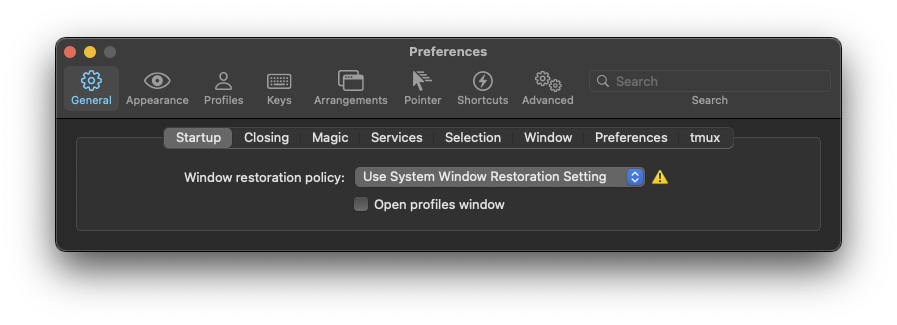 Preferences
General Appearance Profiles Keys Arrangements Pointer Shortcuts Advanced Search
Search
Startup Closing Magic Services Selection Window Preferences tmux
Window restoration policy: Use System Window Restoration Setting
Open profiles window